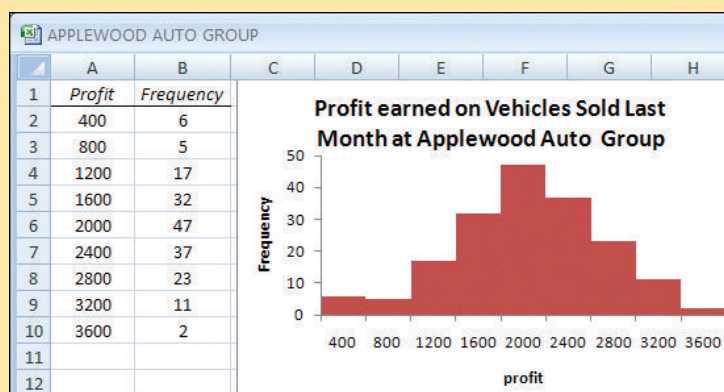 APPLEWOOD AUTO GROUP
A B C D E F G H
1 Profit Frequency
2 400 6
3 800 5
4 1200 17
5 1600 32
6 2000 47
7 2400 37
8 2800 23
9 3200 11
10 3600 2
11
12
Profit earned on Vehicles Sold Last
Month at Applewood Auto Group
Frequency
50
40
30
20
10
0
400 800 1200 1600 2000 2400 2800 3200 3600
profit